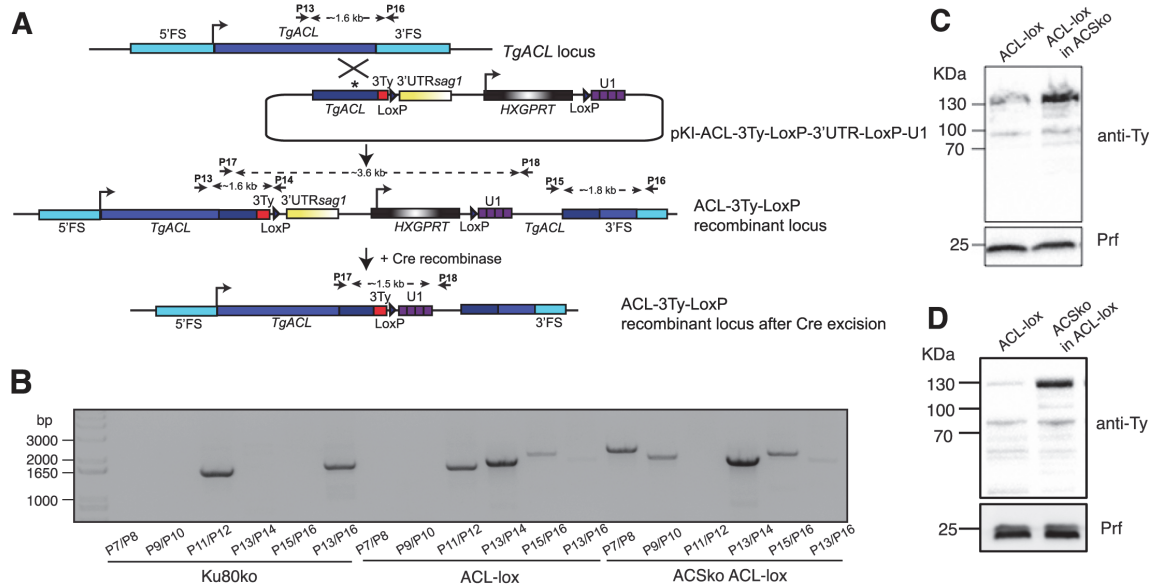 A
P13 P16
~1.6 kb
5'FS TgACL 3'FS
TgACL locus
*
3Ty 3'UTRsag1 U1
TgACL LoxP HXGPRT LoxP
pKI-ACL-3Ty-LoxP-3'UTR-LoxP-U1
P17 P18
~3.6 kb
P13 P14 P15 P16
~1.6 kb ~1.8 kb
3Ty 3'UTRsag1 U1
5'FS TgACL LoxP HXGPRT LoxP TgACL 3'FS
ACL-3Ty-LoxP
recombinant locus
+ Cre recombinase
P17 P18
~1.5 kb
3Ty U1
5'FS TgACL LoxP 3'FS
ACL-3Ty-LoxP
recombinant locus after Cre excision
B
bp
3000
2000
1650
1000
P7/P8 P9/P10 P11/P12 P13/P14 P15/P16 P13/P16 P7/P8 P9/P10 P11/P12 P13/P14 P15/P16 P13/P16 P7/P8 P9/P10 P11/P12 P13/P14 P15/P16 P13/P16
Ku80ko ACL-lox ACSko ACL-lox
C
ACL-lox
ACL-lox
in ACSko
KDa
130
100
70
anti-Ty
25
Prf
D
ACL-lox
ACSko
in ACL-lox
KDa
130
100
70
anti-Ty
25
Prf